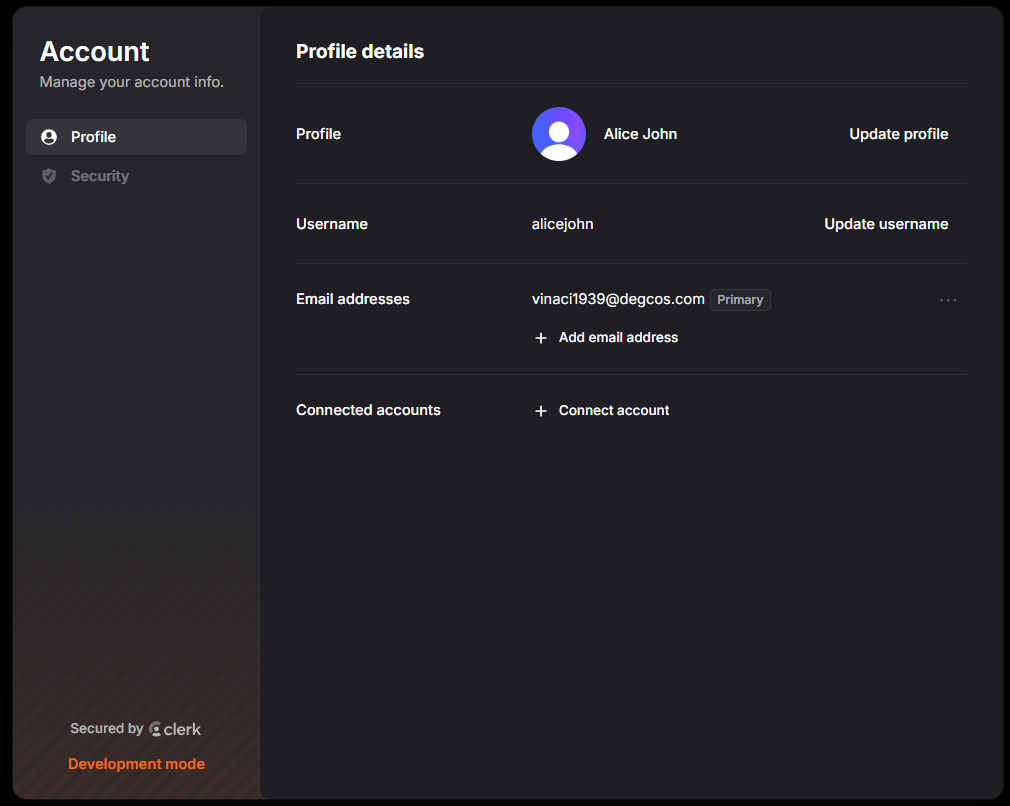 Account
Manage your account info.
Profile
Security
Secured by clerk
Development mode
Profile details
Profile
Alice John
Update profile
Username
alicejohn
Update username
Email addresses
vinaci1939@degcos.com Primary
···
+ Add email address
Connected accounts
+ Connect account